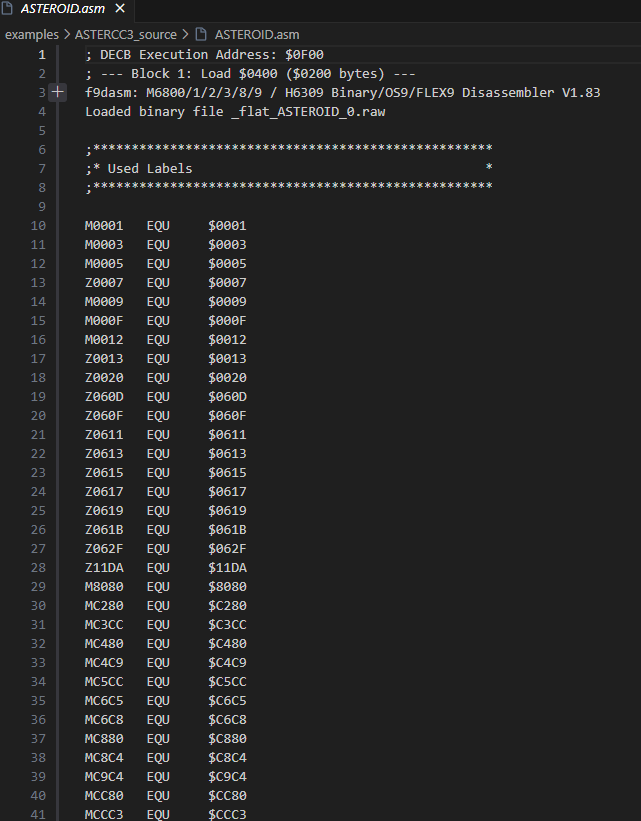 ASTEROID.asm ×
examples > ASTERCC3_source > ASTEROID.asm
1 ; DECB Execution Address: $0F00
2 ; --- Block 1: Load $0400 ($0200 bytes) ---
3 f9dasm: M6800/1/2/3/8/9 / H6309 Binary/OS9/FLEX9 Disassembler V1.83
4 Loaded binary file _flat_ASTEROID_0.raw
5
6 ;****************************************************
7 ;* Used Labels                                      *
8 ;****************************************************
9
10 M0001 EQU $0001
11 M0003 EQU $0003
12 M0005 EQU $0005
13 Z0007 EQU $0007
14 M0009 EQU $0009
15 M000F EQU $000F
16 M0012 EQU $0012
17 Z0013 EQU $0013
18 Z0020 EQU $0020
19 Z060D EQU $060D
20 Z060F EQU $060F
21 Z0611 EQU $0611
22 Z0613 EQU $0613
23 Z0615 EQU $0615
24 Z0617 EQU $0617
25 Z0619 EQU $0619
26 Z061B EQU $061B
27 Z062F EQU $062F
28 Z11DA EQU $11DA
29 M8080 EQU $8080
30 MC280 EQU $C280
31 MC3CC EQU $C3CC
32 MC480 EQU $C480
33 MC4C9 EQU $C4C9
34 MC5CC EQU $C5CC
35 MC6C5 EQU $C6C5
36 MC6C8 EQU $C6C8
37 MC880 EQU $C880
38 MC8C4 EQU $C8C4
39 MC9C4 EQU $C9C4
40 MCC80 EQU $CC80
41 MCCC3 EQU $CCC3